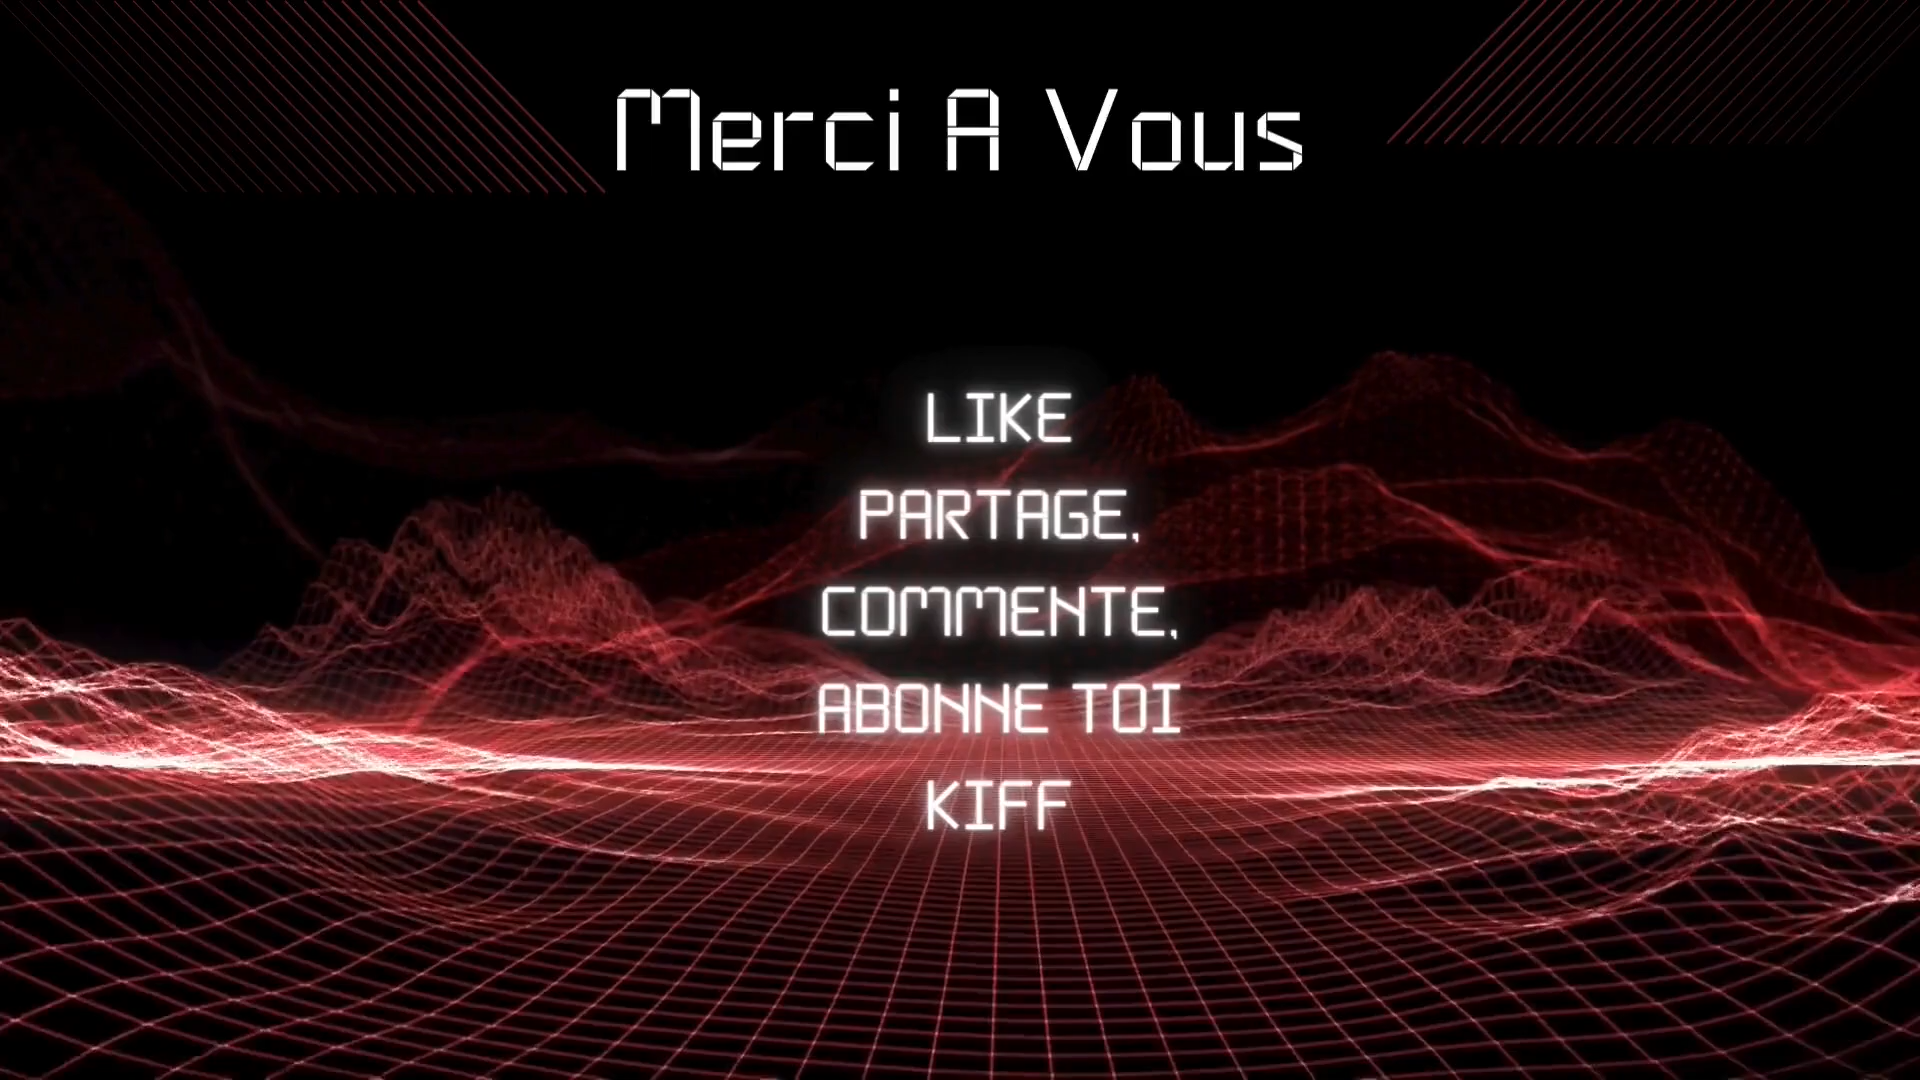 Merci A Vous
LIKE
PARTAGE,
COMMENTE,
ABONNE TOI
KIFF